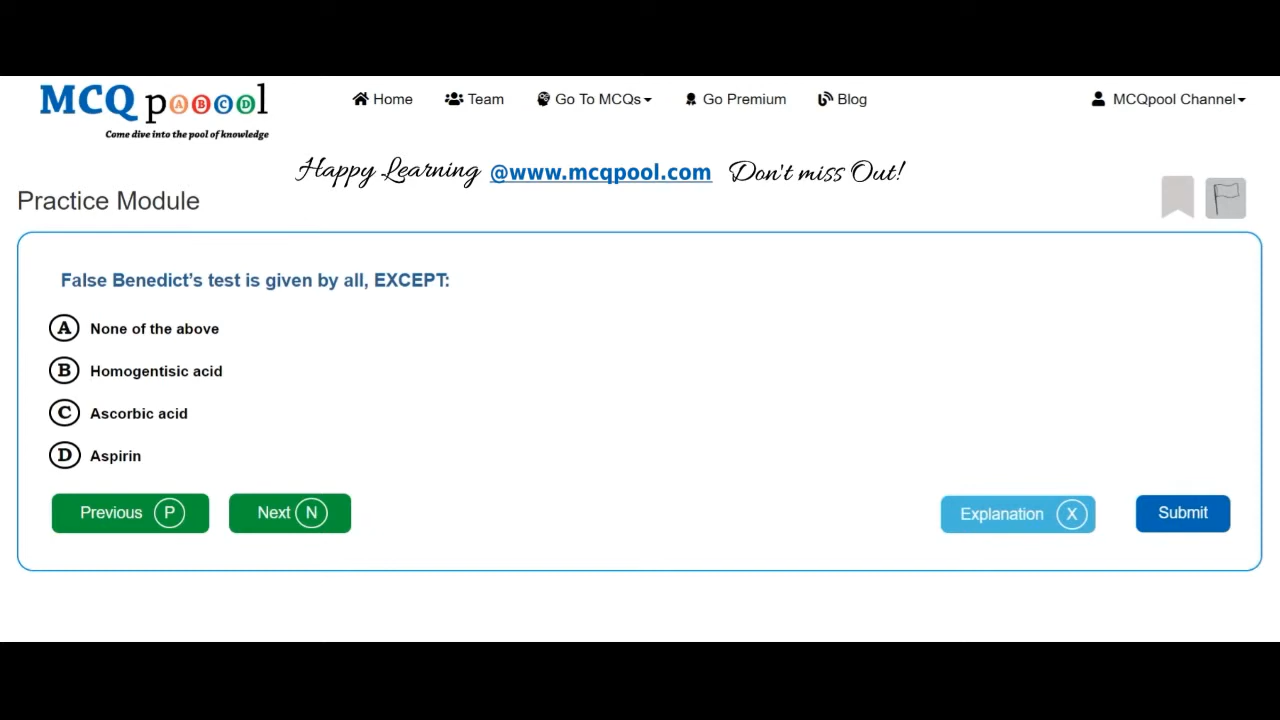 MCQ pooool
Come dive into the pool of knowledge
Home Team Go To MCQs Go Premium Blog MCQpool Channel
Happy Learning @www.mcqpool.com Don't miss Out!
Practice Module
False Benedict's test is given by all, EXCEPT:
A None of the above
B Homogentisic acid
C Ascorbic acid
D Aspirin
Previous P Next N Explanation X Submit